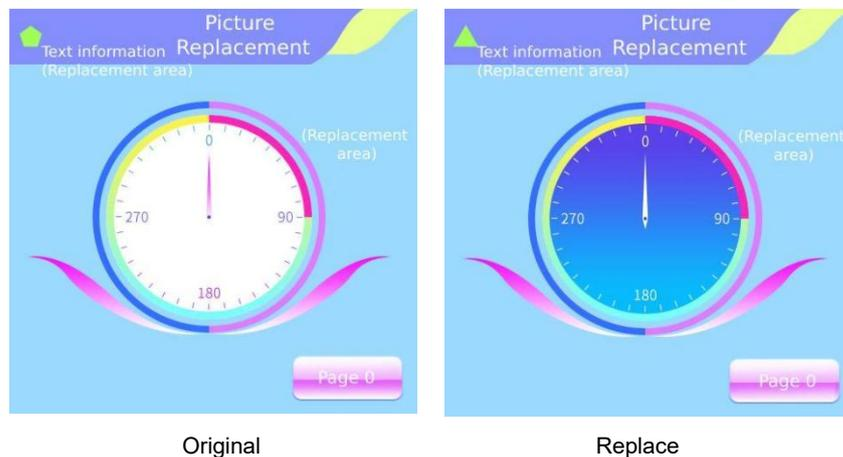 Picture
Replacement
Text information
(Replacement area)
(Replacement
area)
0
270
90
180
Page 0
Original
Picture
Replacement
Text information
(Replacement area)
(Replacement
area)
0
270
90
180
Page 0
Replace